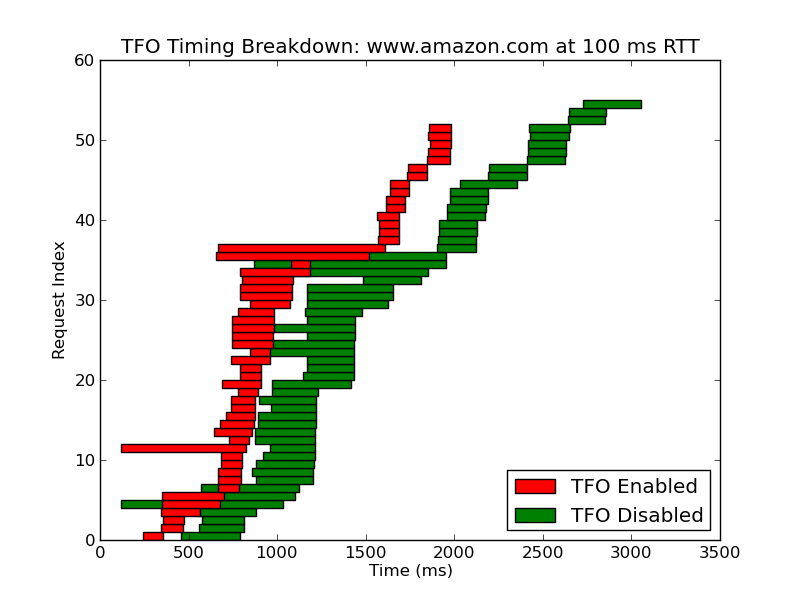 TFO Timing Breakdown: www.amazon.com at 100 ms RTT
60
50
40
30
20
10
0
Request Index
TFO Enabled
TFO Disabled
0 500 1000 1500 2000 2500 3000 3500
Time (ms)